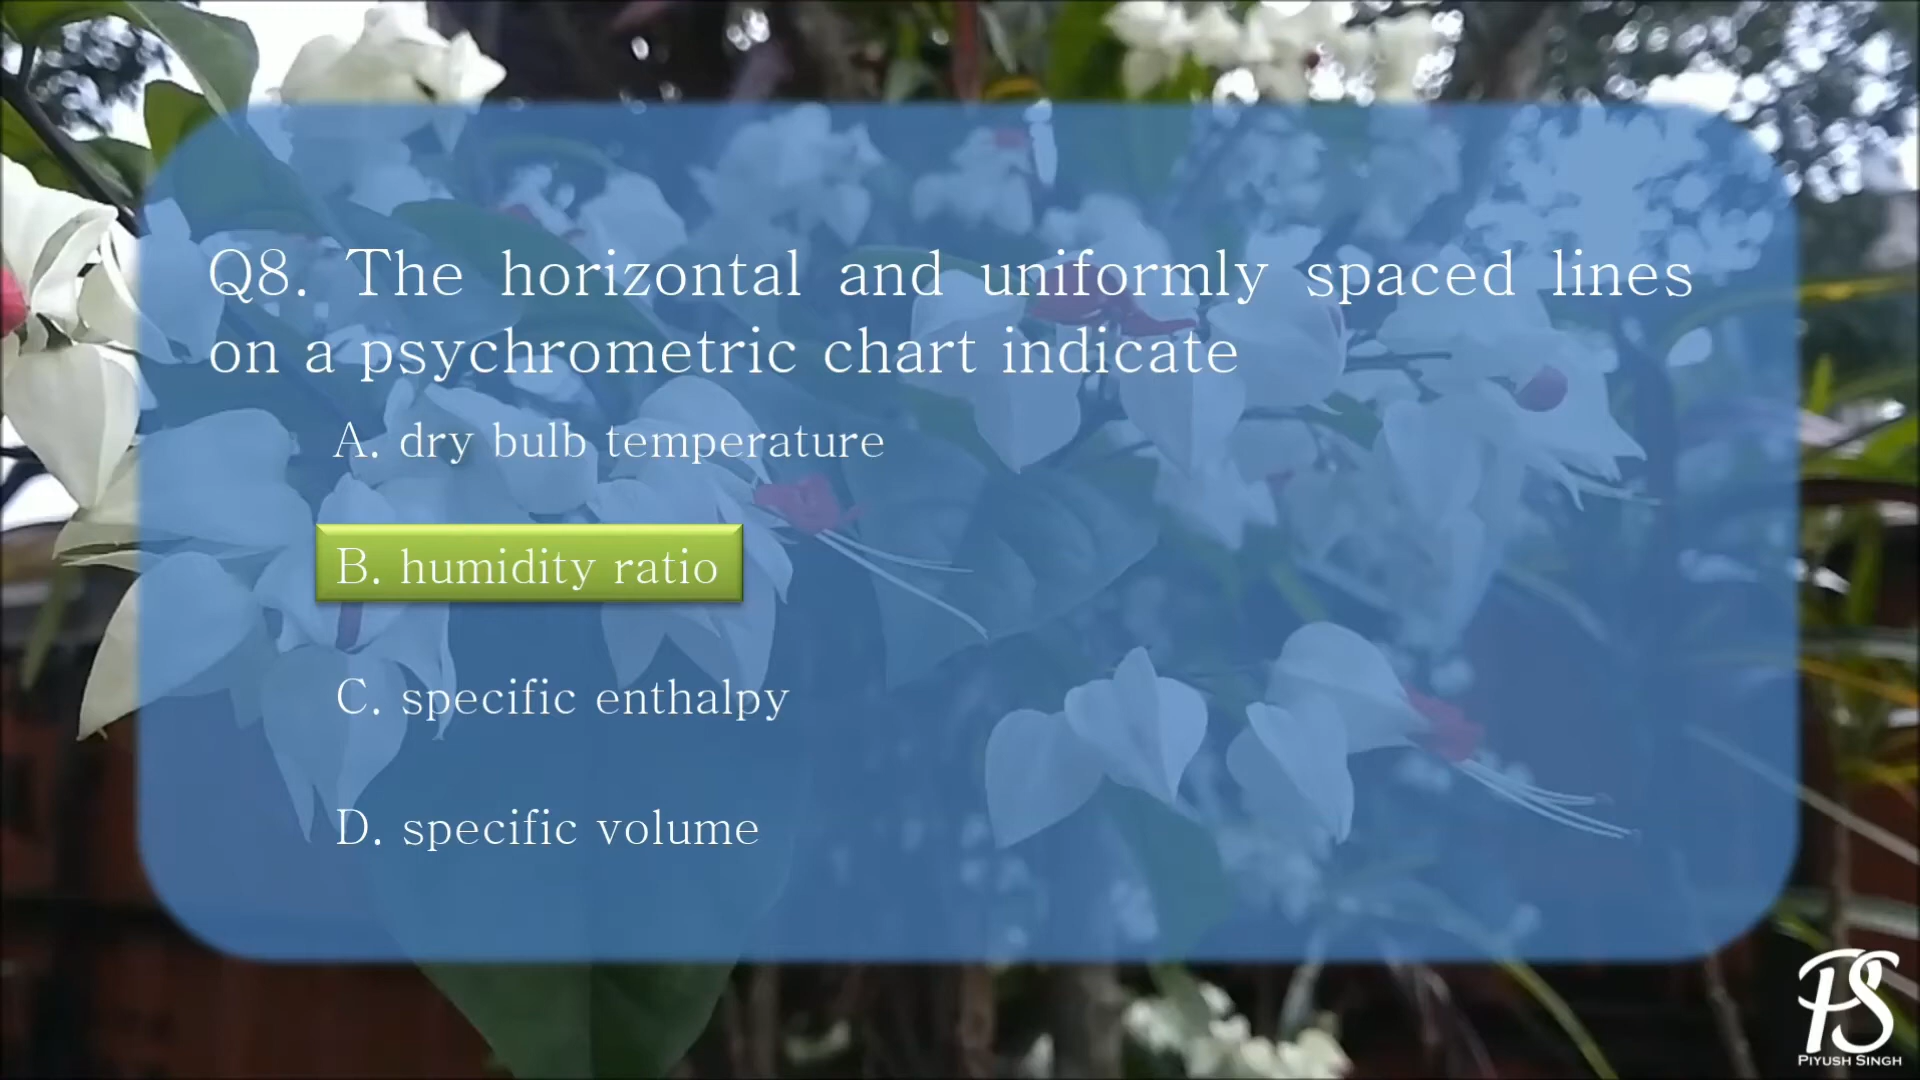 Q8. The horizontal and uniformly spaced lines
on a psychrometric chart indicate
A. dry bulb temperature
B. humidity ratio
C. specific enthalpy
D. specific volume
PS
PIYUSH SINGH